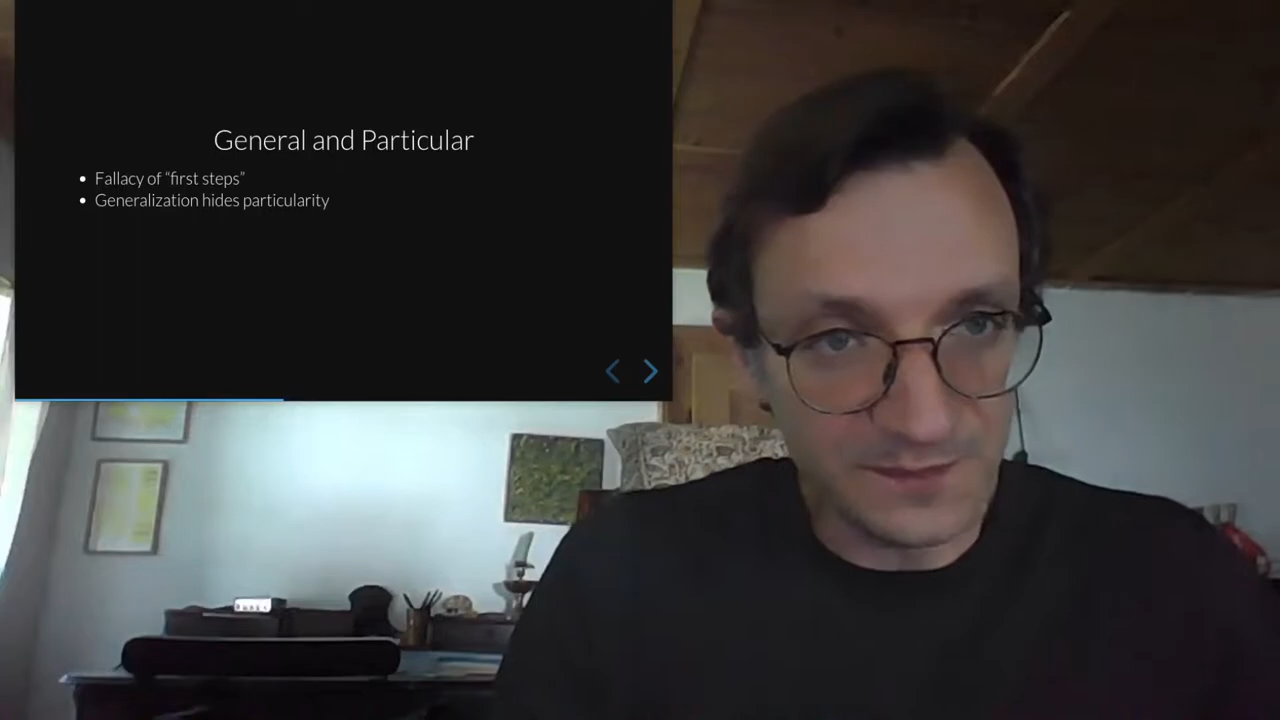 General and Particular
• Fallacy of “first steps”
• Generalization hides particularity